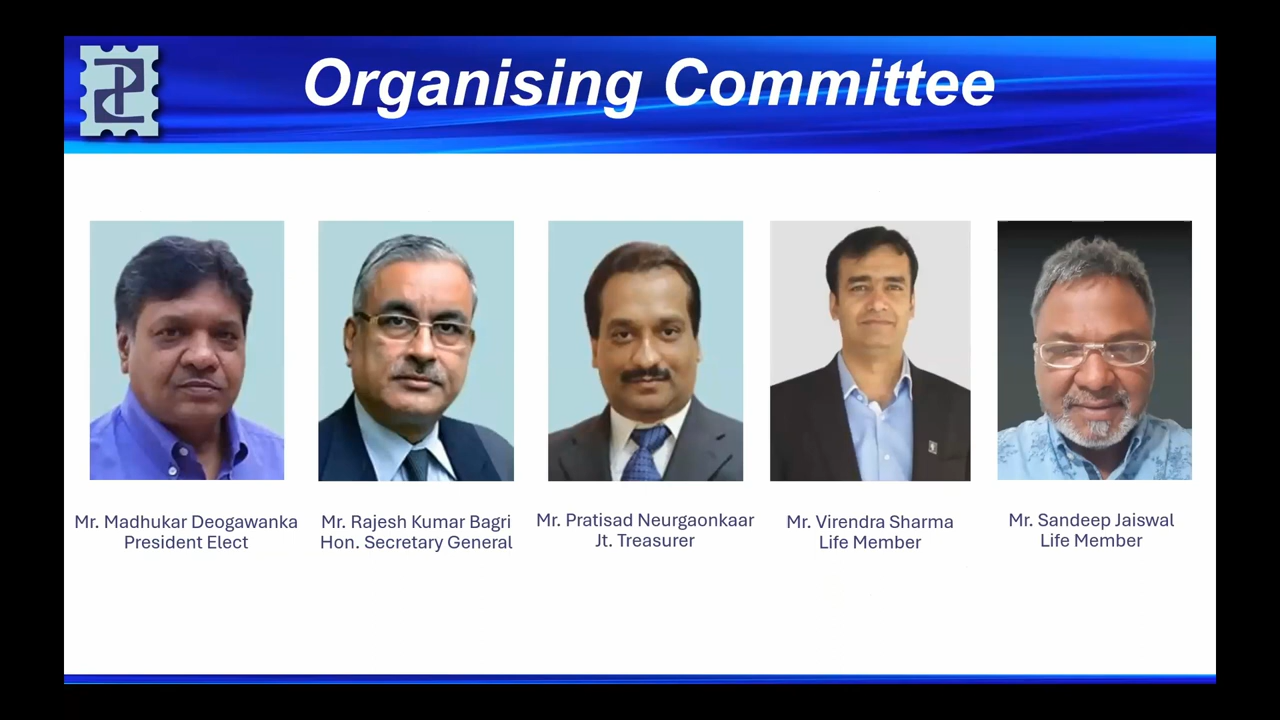 Organising Committee
Mr. Madhukar Deogawanka
President Elect
Mr. Rajesh Kumar Bagri
Hon. Secretary General
Mr. Pratisad Neurgaonkaar
Jt. Treasurer
Mr. Virendra Sharma
Life Member
Mr. Sandeep Jaiswal
Life Member